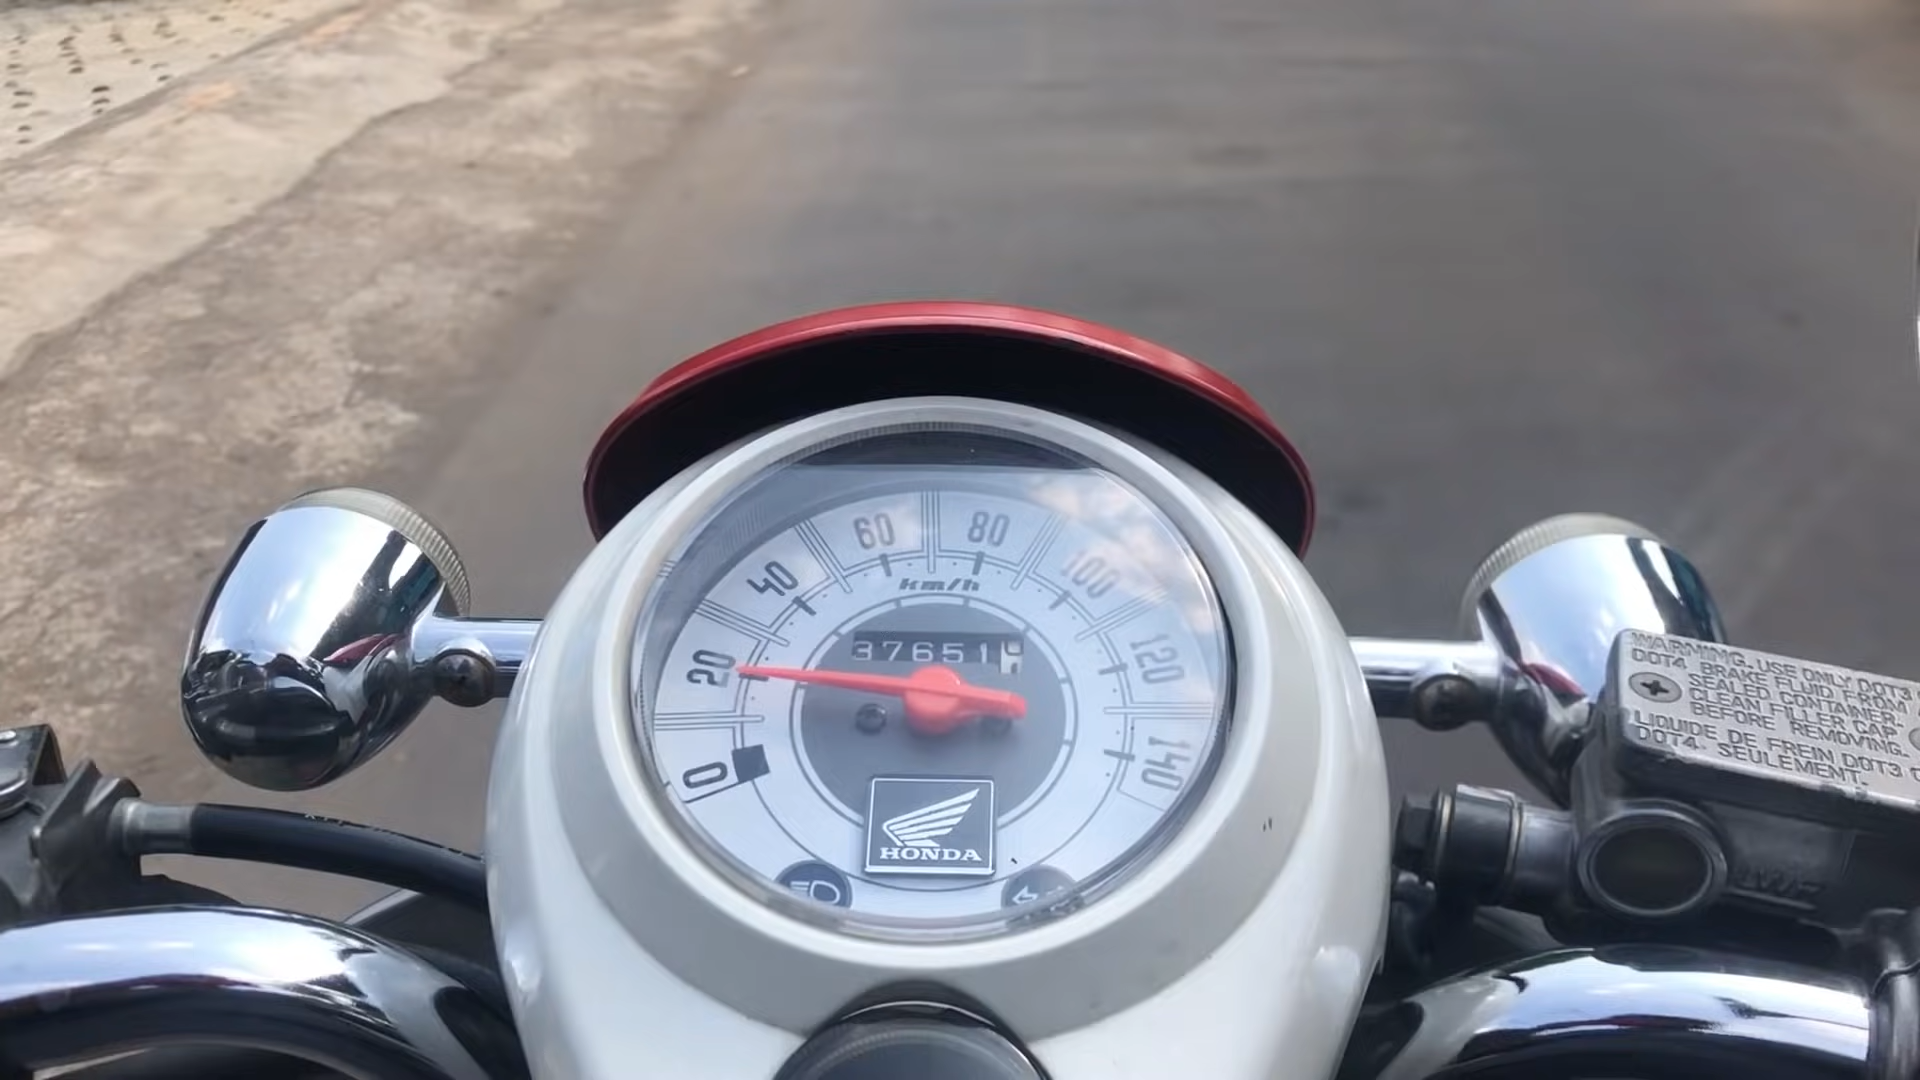 60 80
40 100
km/h
20 120
37651
0 140
HONDA
WARNING. USE ONLY DOT3
DOT4 BRAKE FLUID FROM A
SEALED CONTAINER.
CLEAN FILLER CAP
BEFORE REMOVING.
LIQUIDE DE FREIN DOT3
DOT4 SEULEMENT.